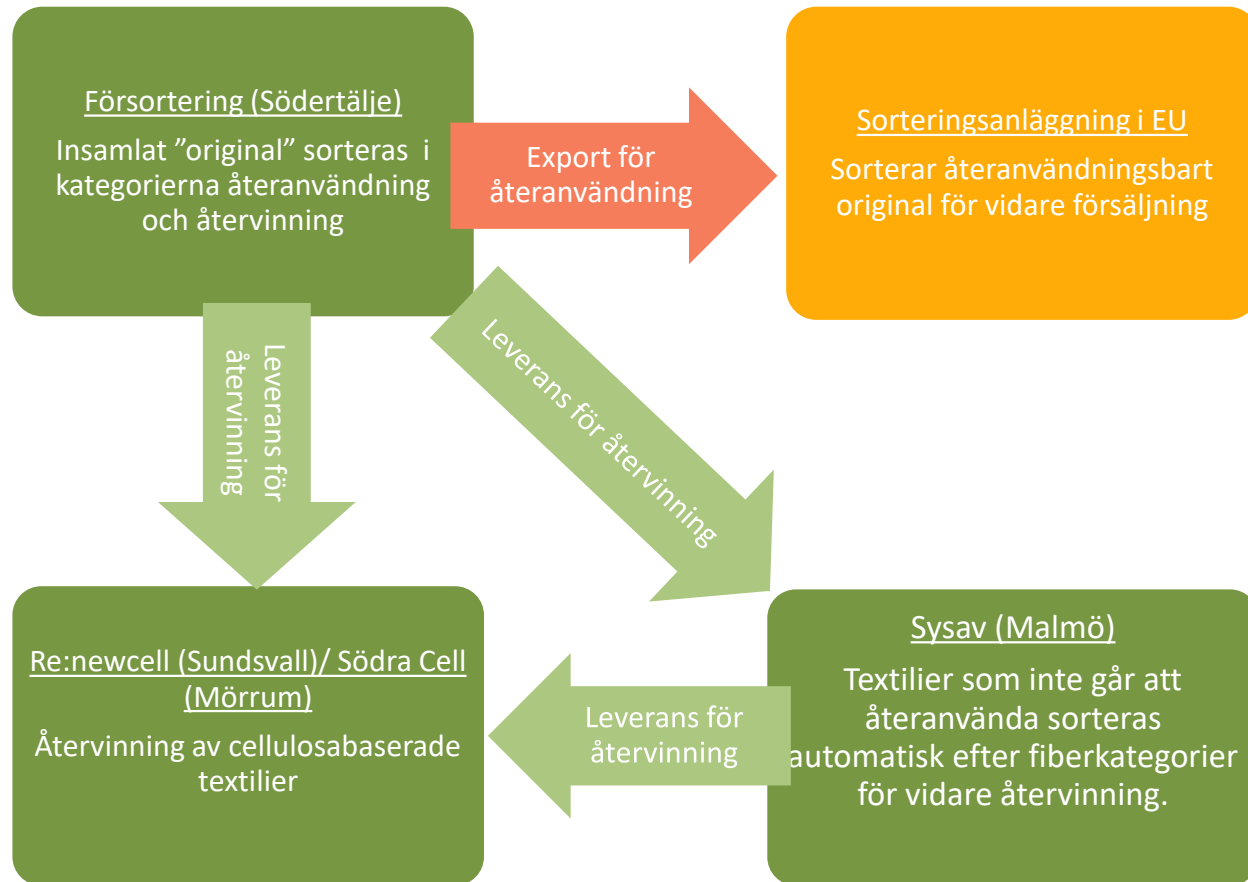 Försortering (Södertälje)
Insamlat ”original” sorteras i
kategorierna återanvändning
och återvinning
Export för
återanvändning
Sorteringsanläggning i EU
Sorterar återanvändningsbart
original för vidare försäljning
Leverans för
återvinning
Leverans för återvinning
Re:newcell (Sundsvall)/ Södra Cell
(Mörrum)
Återvinning av cellulosabaserade
textilier
Leverans för
återvinning
Sysav (Malmö)
Textilier som inte går att
återanvända sorteras
automatisk efter fiberkategorier
för vidare återvinning.